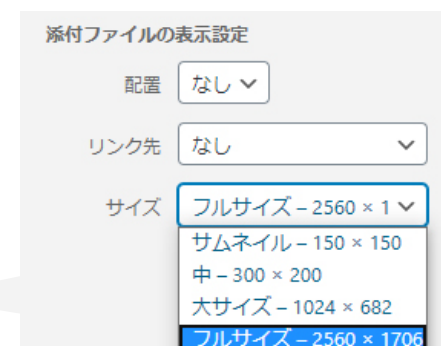 添付ファイルの表示設定
配置 なし
リンク先 なし
サイズ フルサイズ – 2560 × 1
サムネイル – 150 × 150
中 – 300 × 200
大サイズ – 1024 × 682
フルサイズ – 2560 × 1706